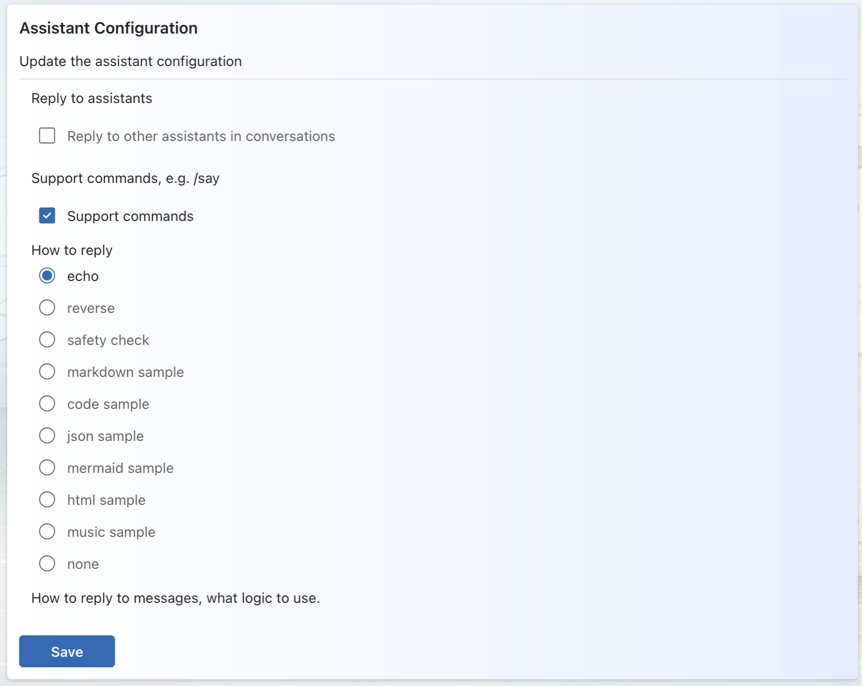 Assistant Configuration
Update the assistant configuration
Reply to assistants
Reply to other assistants in conversations
Support commands, e.g. /say
Support commands
How to reply
echo
reverse
safety check
markdown sample
code sample
json sample
mermaid sample
html sample
music sample
none
How to reply to messages, what logic to use.
Save